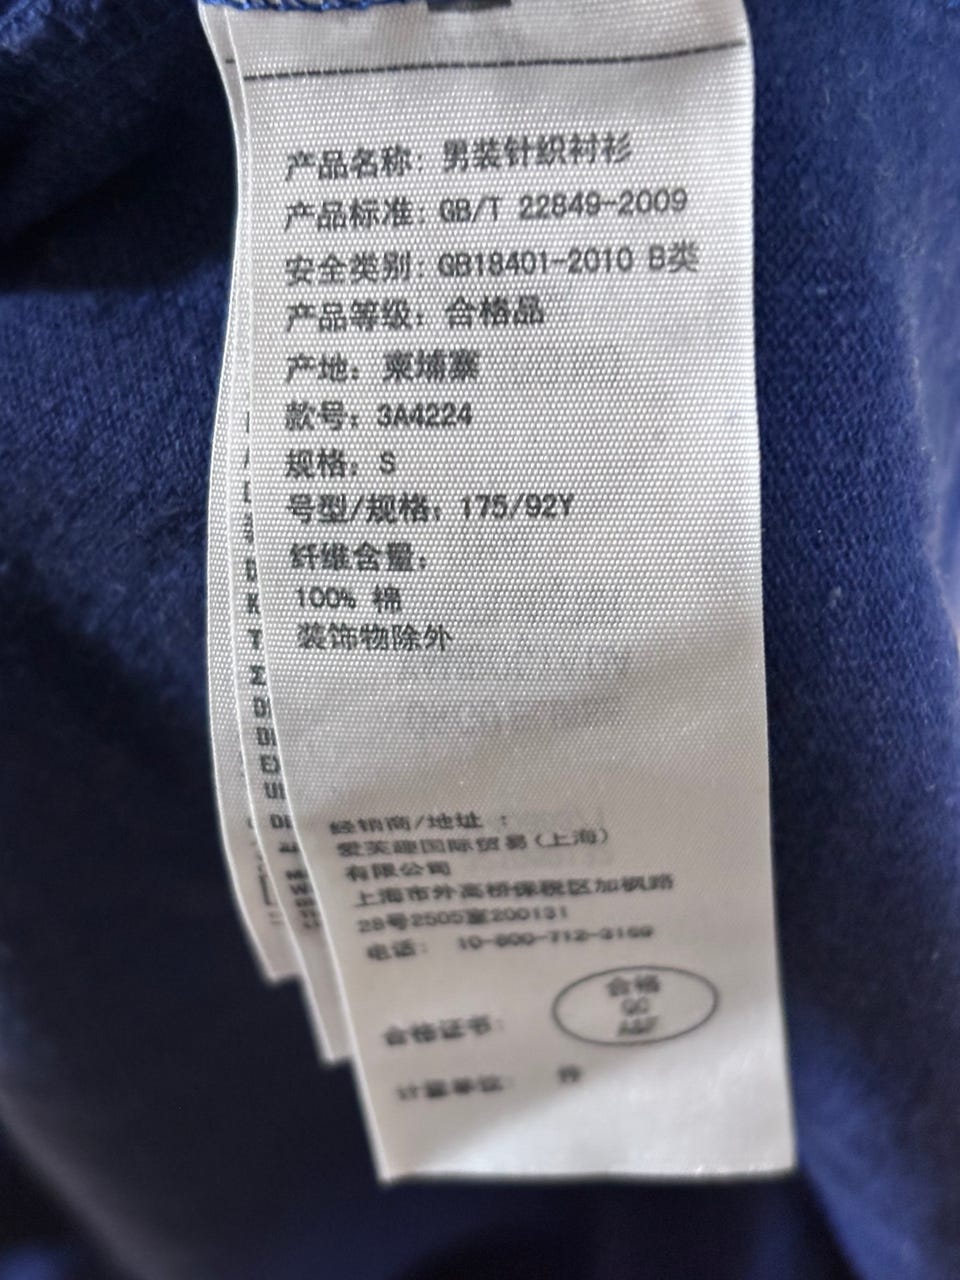 产品名称: 男装针织衬衫
产品标准: GB/T 22849-2009
安全类别: GB18401-2010 B类
产品等级: 合格品
产地: 柬埔寨
款号: 3A4224
规格: S
号型/规格: 175/92Y
纤维含量:
100% 棉
装饰物除外
经销商/地址 :
爱芙趣国际贸易(上海)
有限公司
上海市外高桥保税区加枫路
28号2505室200131
电话: 10-800-712-3169
合格证书:
合格
计量单位: 件